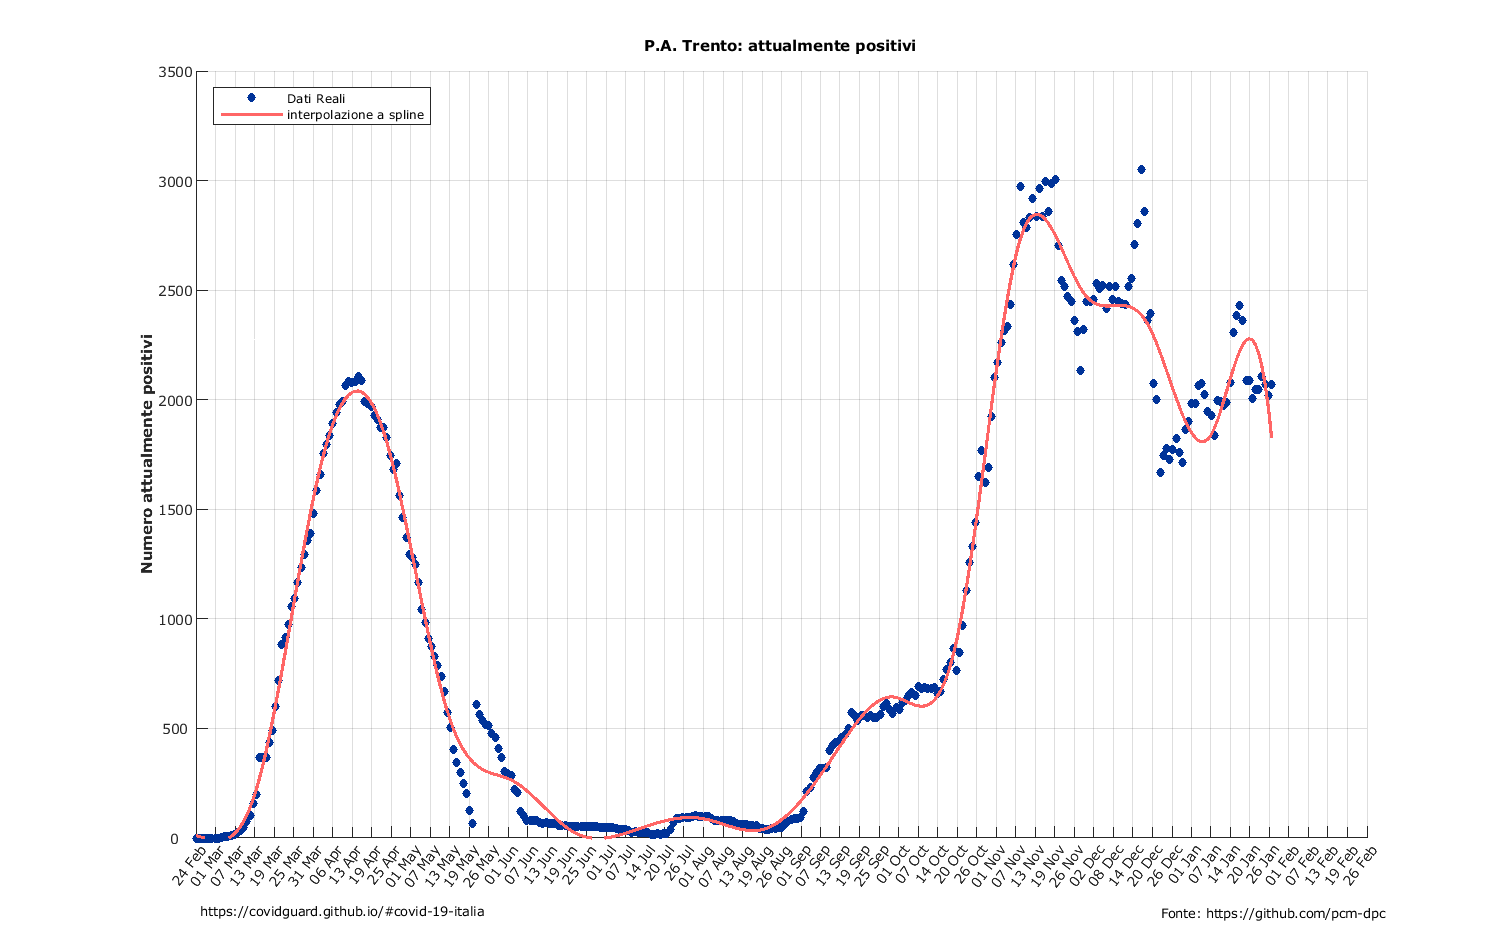 P.A. Trento: attualmente positivi
3500
3000
2500
2000
1500
1000
500
0
Numero attualmente positivi
Dati Reali
interpolazione a spline
24 Feb
01 Mar
07 Mar
13 Mar
19 Mar
25 Mar
31 Mar
06 Apr
13 Apr
19 Apr
25 Apr
01 May
07 May
13 May
19 May
26 May
01 Jun
07 Jun
13 Jun
19 Jun
25 Jun
01 Jul
07 Jul
14 Jul
20 Jul
26 Jul
01 Aug
07 Aug
13 Aug
19 Aug
26 Aug
01 Sep
07 Sep
13 Sep
19 Sep
25 Sep
01 Oct
07 Oct
14 Oct
20 Oct
26 Oct
01 Nov
07 Nov
13 Nov
19 Nov
26 Nov
02 Dec
08 Dec
14 Dec
20 Dec
26 Dec
01 Jan
07 Jan
14 Jan
20 Jan
26 Jan
01 Feb
07 Feb
13 Feb
19 Feb
26 Feb
https://covidguard.github.io/#covid-19-italia
Fonte: https://github.com/pcm-dpc